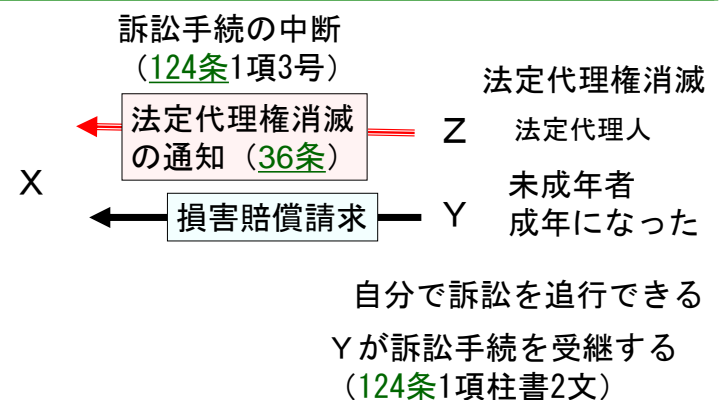 訴訟手続の中断
（124条1項3号）
法定代理権消滅
法定代理権消滅
の通知（36条）
Z 法定代理人
X
未成年者
成年になった
損害賠償請求
Y
自分で訴訟を追行できる
Yが訴訟手続を受継する
（124条1項柱書2文）